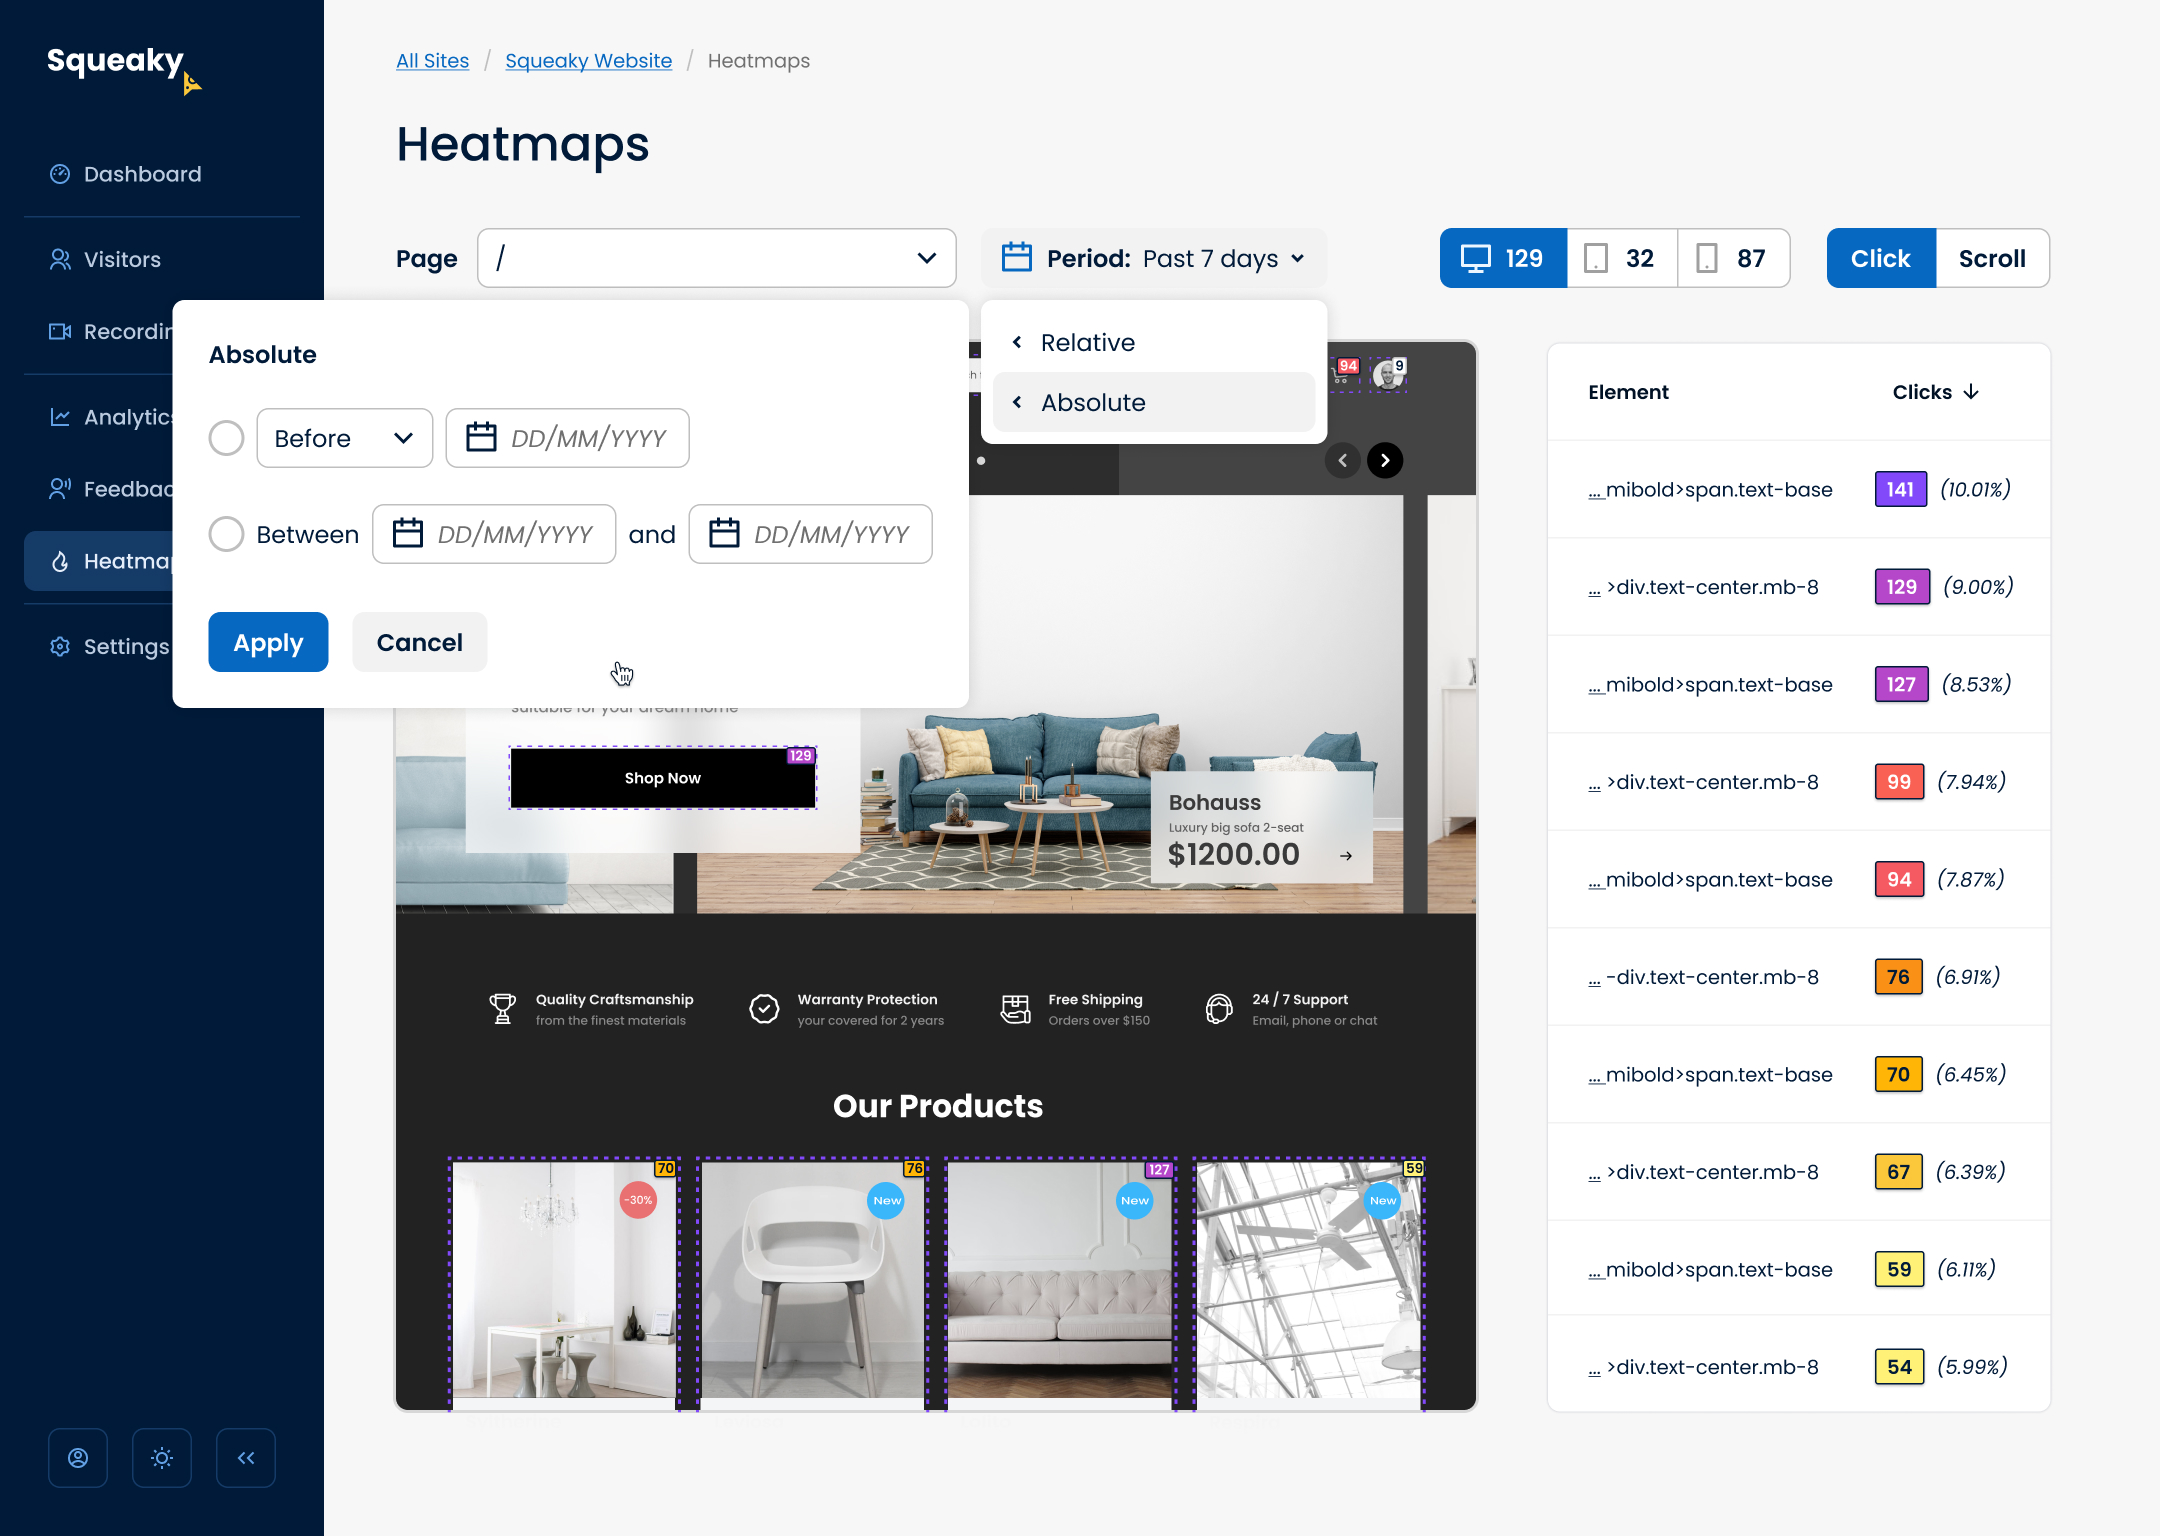 Squeaky
Dashboard
Visitors
Recordin
Analytics
Feedbac
Heatmap
Settings
All Sites / Squeaky Website / Heatmaps
Heatmaps
Page
/
Period: Past 7 days
129
32
87
Click
Scroll
Relative
Absolute
Absolute
Before
DD/MM/YYYY
Between
DD/MM/YYYY
and
DD/MM/YYYY
Apply
Cancel
94
9
suitable for your dream home
129
Shop Now
Bohauss
Luxury big sofa 2-seat
$1200.00
Quality Craftsmanship
from the finest materials
Warranty Protection
your covered for 2 years
Free Shipping
Orders over $150
24 / 7 Support
Email, phone or chat
Our Products
70
-30%
76
New
127
New
59
New
Element Clicks
... mibold>span.text-base 141 (10.01%)
... >div.text-center.mb-8 129 (9.00%)
... mibold>span.text-base 127 (8.53%)
... >div.text-center.mb-8 99 (7.94%)
... mibold>span.text-base 94 (7.87%)
... -div.text-center.mb-8 76 (6.91%)
... mibold>span.text-base 70 (6.45%)
... >div.text-center.mb-8 67 (6.39%)
... mibold>span.text-base 59 (6.11%)
... >div.text-center.mb-8 54 (5.99%)